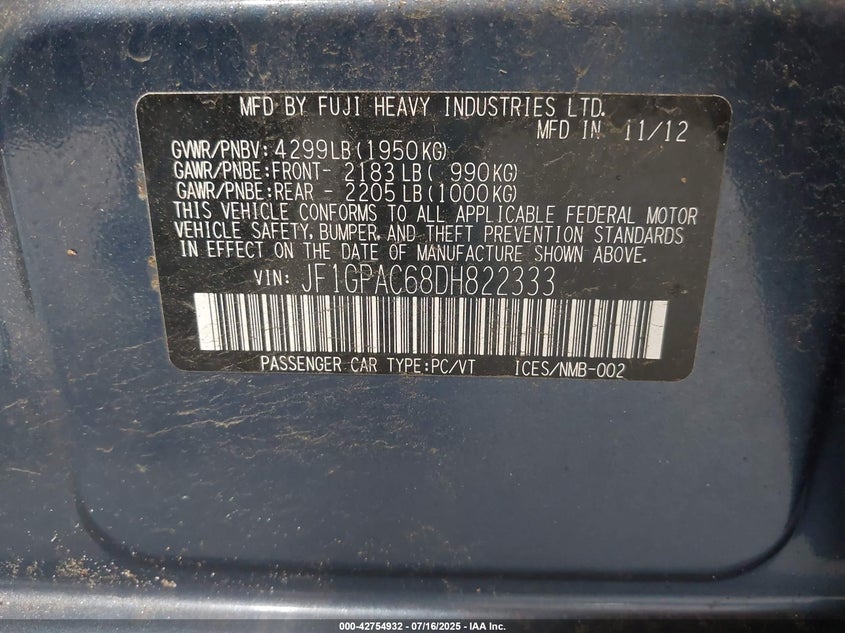 MFD BY FUJI HEAVY INDUSTRIES LTD.
MFD IN 11/12
GVWR/PNBV: 4299LB(1950KG)
GAWR/PNBE:FRONT- 2183LB( 990KG)
GAWR/PNBE:REAR - 2205LB(1000KG)
THIS VEHICLE CONFORMS TO ALL APPLICABLE FEDERAL MOTOR
VEHICLE SAFETY, BUMPER, AND THEFT PREVENTION STANDARDS
IN EFFECT ON THE DATE OF MANUFACTURE SHOWN ABOVE.
VIN: JF1GPAC68DH822333
PASSENGER CAR TYPE:PC/VT ICES/NMB-002
000-42754932 - 07/16/2025 - IAA Inc.